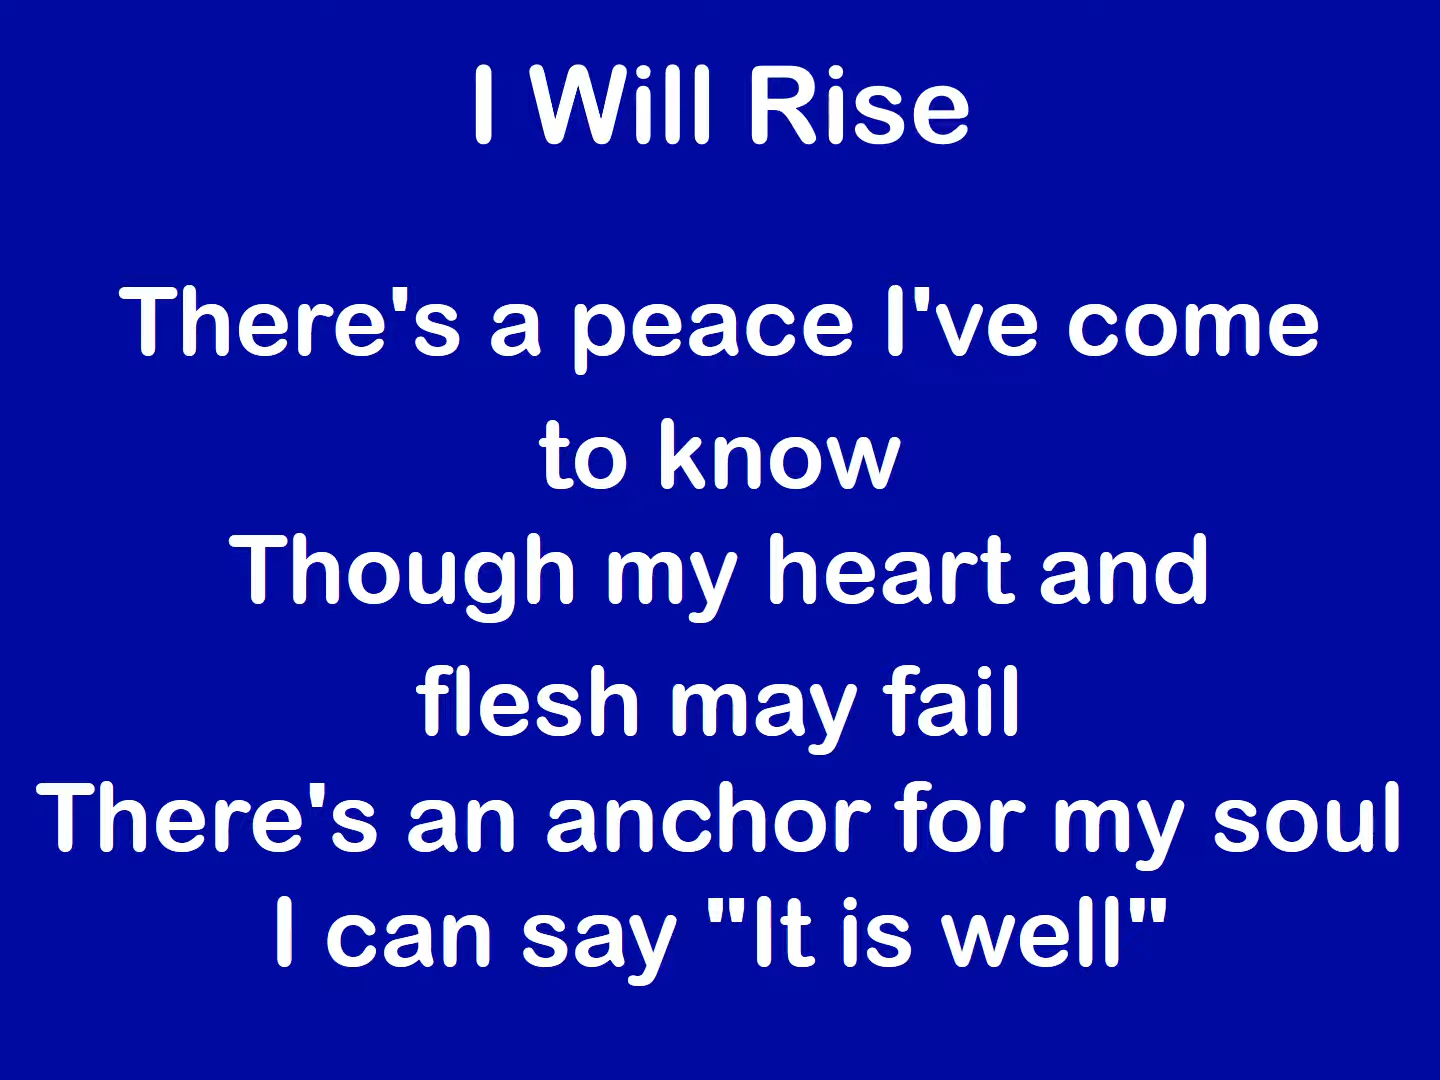 I Will Rise
There's a peace I've come
to know
Though my heart and
flesh may fail
There's an anchor for my soul
I can say "It is well"